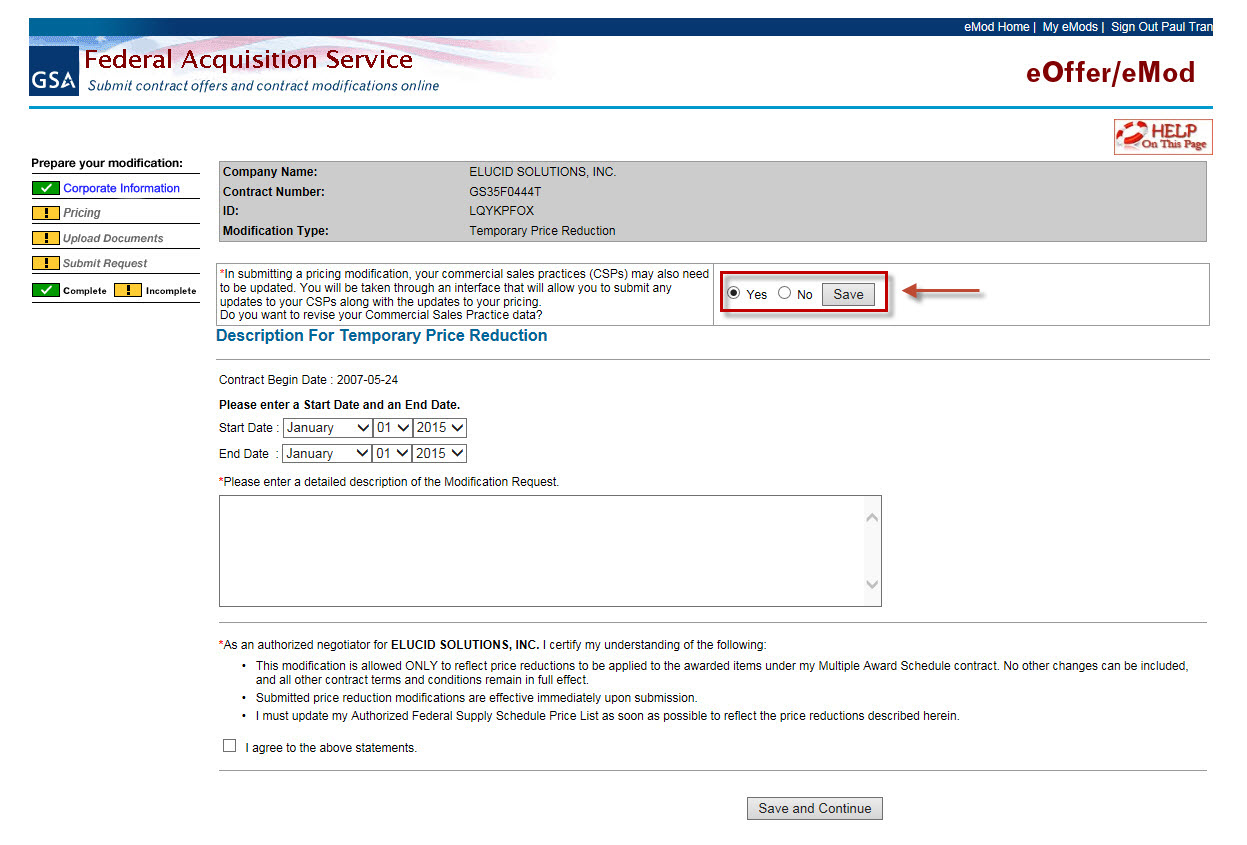 eMod Home | My eMods | Sign Out Paul Tran
GSA
Federal Acquisition Service
Submit contract offers and contract modifications online
eOffer/eMod
HELP
On This Page
Prepare your modification:
Corporate Information
! Pricing
! Upload Documents
! Submit Request
Complete ! Incomplete
Company Name: ELUCID SOLUTIONS, INC.
Contract Number: GS35F0444T
ID: LQYKPFOX
Modification Type: Temporary Price Reduction
*In submitting a pricing modification, your commercial sales practices (CSPs) may also need
to be updated. You will be taken through an interface that will allow you to submit any
updates to your CSPs along with the updates to your pricing.
Do you want to revise your Commercial Sales Practice data?
Yes No Save
Description For Temporary Price Reduction
Contract Begin Date : 2007-05-24
Please enter a Start Date and an End Date.
Start Date : January 01 2015
End Date : January 01 2015
*Please enter a detailed description of the Modification Request.
*As an authorized negotiator for ELUCID SOLUTIONS, INC. I certify my understanding of the following:
• This modification is allowed ONLY to reflect price reductions to be applied to the awarded items under my Multiple Award Schedule contract. No other changes can be included,
and all other contract terms and conditions remain in full effect.
• Submitted price reduction modifications are effective immediately upon submission.
• I must update my Authorized Federal Supply Schedule Price List as soon as possible to reflect the price reductions described herein.
I agree to the above statements.
Save and Continue